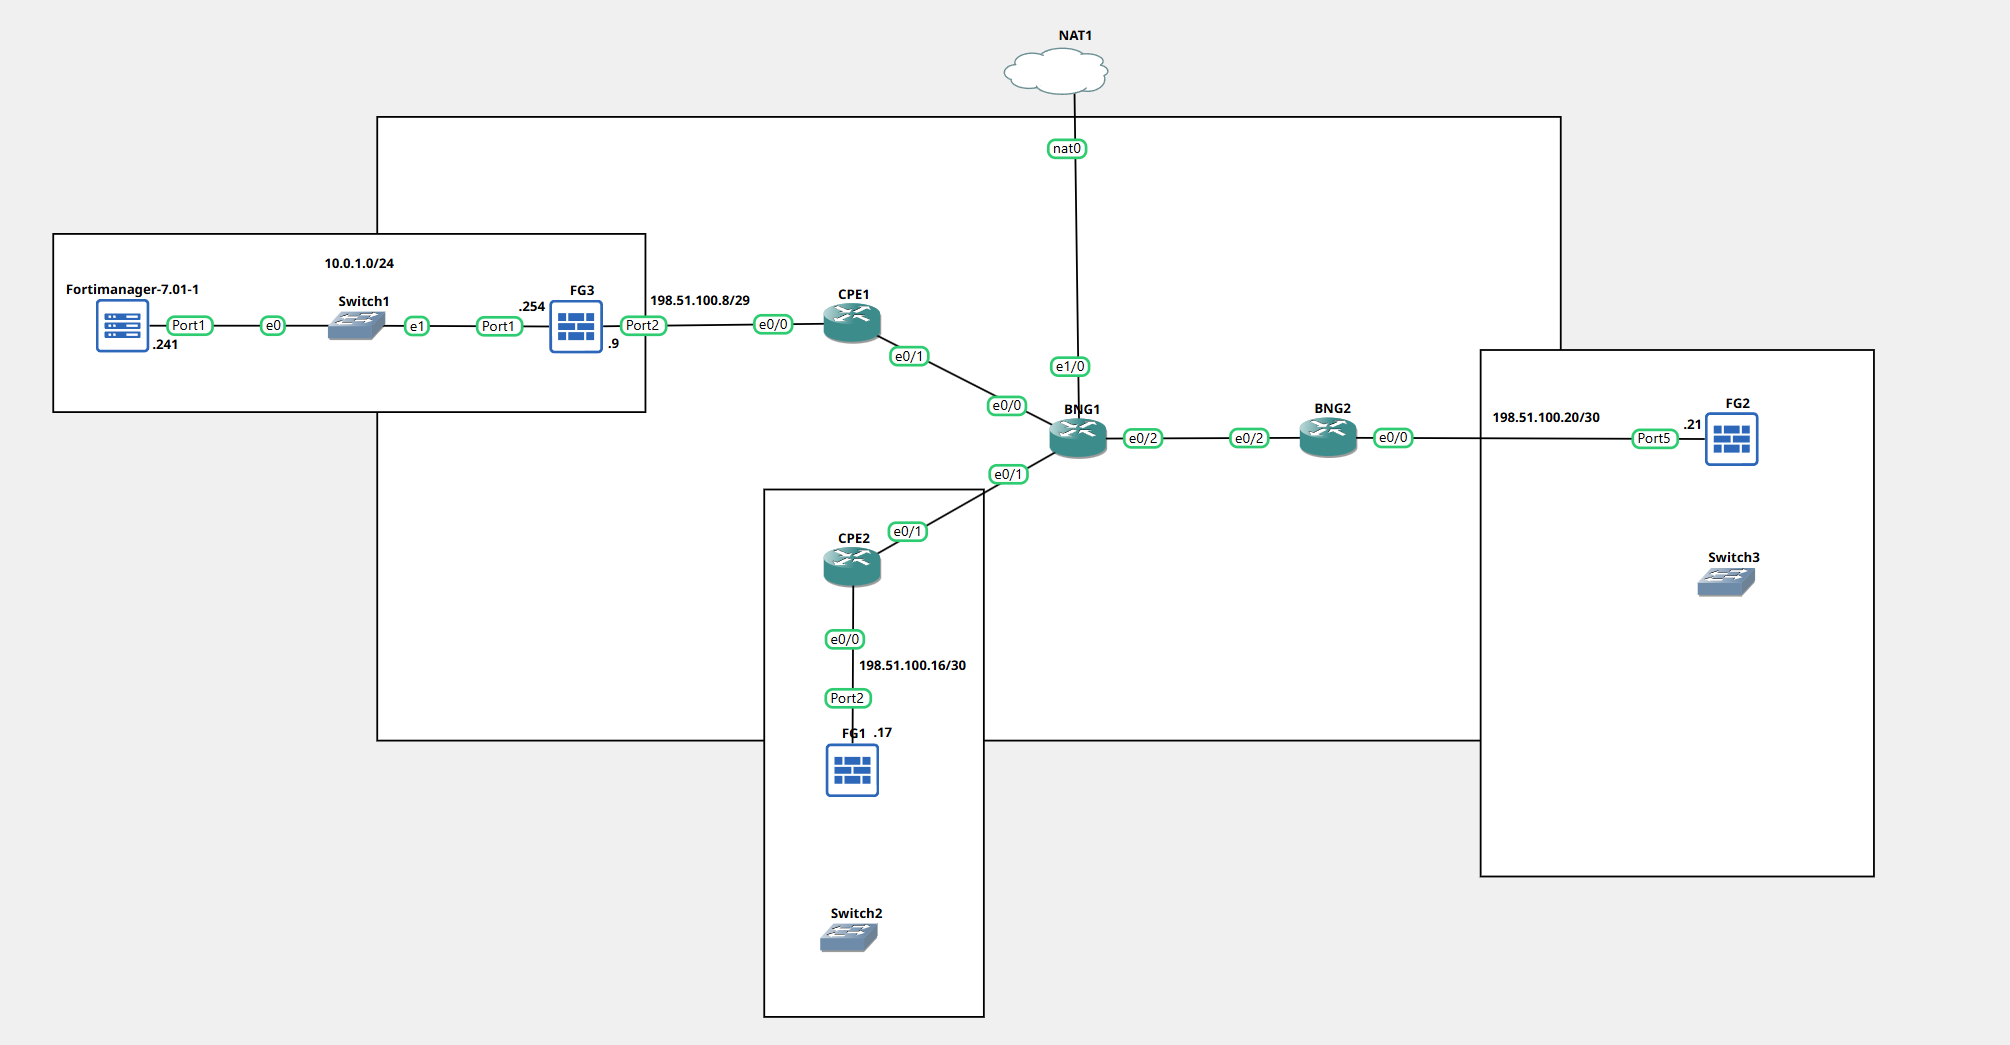 NAT1
nat0
10.0.1.0/24
Fortimanager-7.01-1
Switch1
FG3
.254
198.51.100.8/29
CPE1
Port1
e0
e1
Port1
Port2
e0/0
.241
.9
e0/1
e1/0
e0/0
BNG1
BNG2
198.51.100.20/30
FG2
.21
e0/2
e0/2
e0/0
Port5
e0/1
e0/1
CPE2
Switch3
e0/0
198.51.100.16/30
Port2
FG1
.17
Switch2